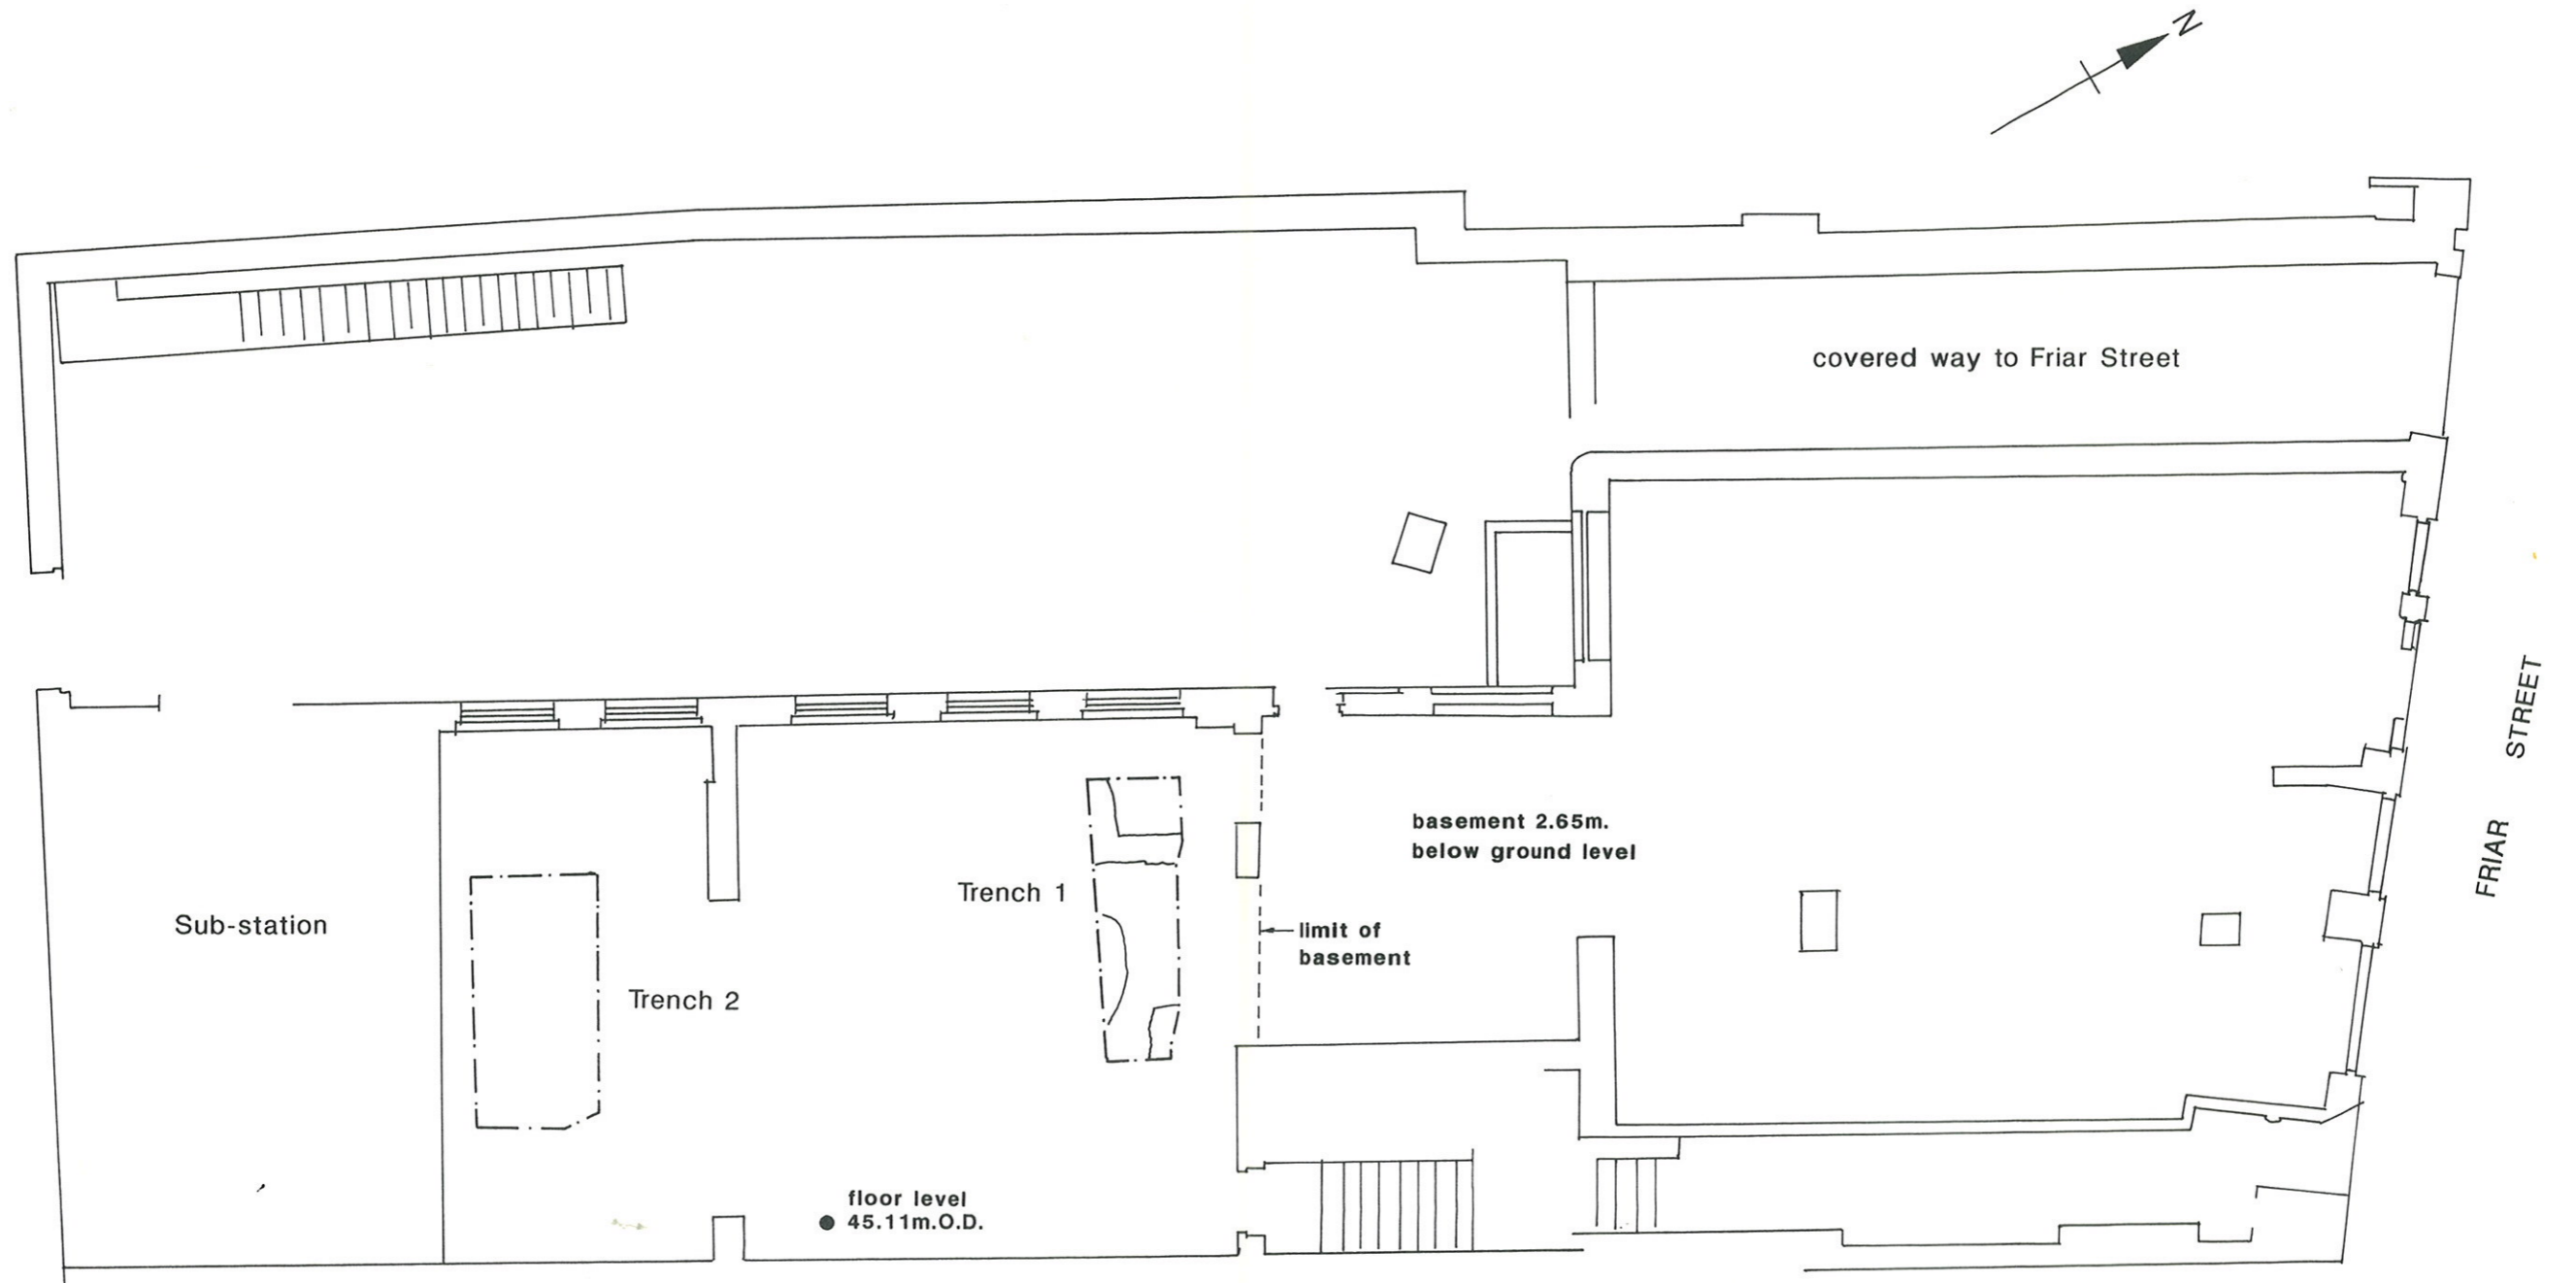 N
covered way to Friar Street
FRIAR STREET
basement 2.65m.
below ground level
Trench 1
Sub-station
limit of
basement
Trench 2
floor level
45.11m.O.D.